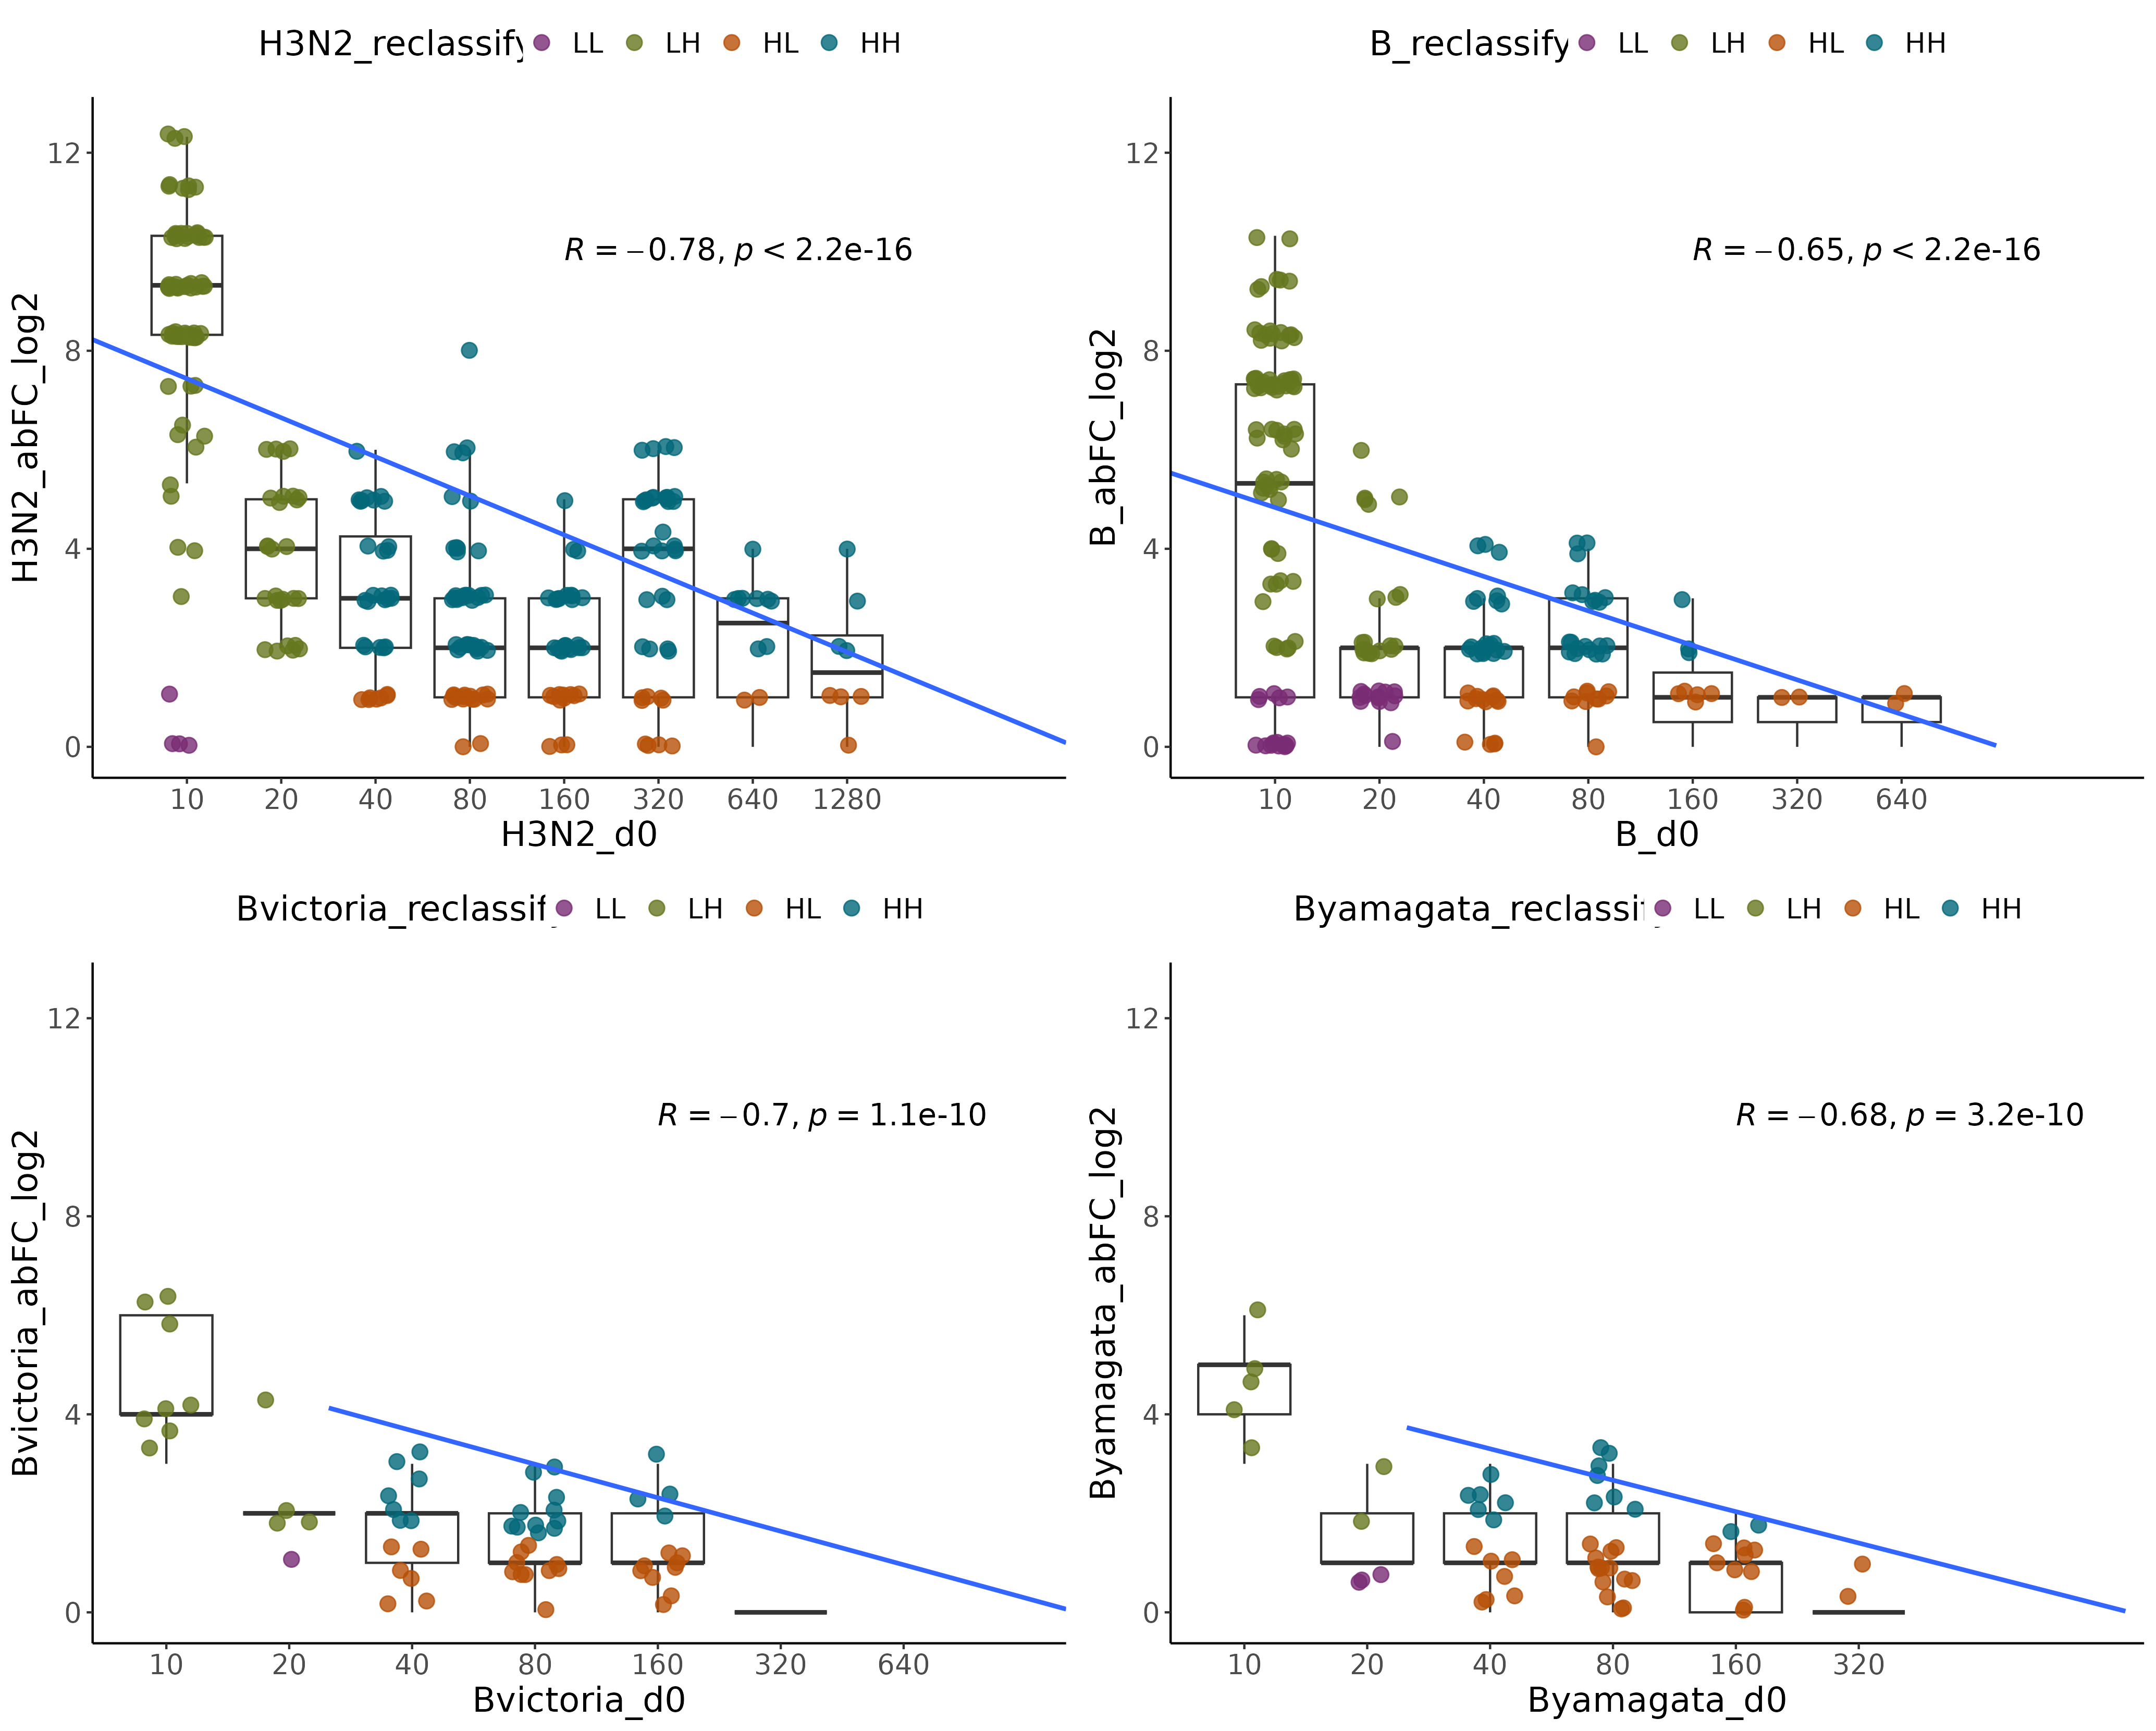 H3N2_reclassify LL LH HL HH
12
8
4
0
H3N2_abFC_log2
R = −0.78, p < 2.2e-16
10 20 40 80 160 320 640 1280
H3N2_d0
B_reclassify LL LH HL HH
12
8
4
0
B_abFC_log2
R = −0.65, p < 2.2e-16
10 20 40 80 160 320 640
B_d0
Bvictoria_reclassify LL LH HL HH
12
8
4
0
Bvictoria_abFC_log2
R = −0.7, p = 1.1e-10
10 20 40 80 160 320 640
Bvictoria_d0
Byamagata_reclassify LL LH HL HH
12
8
4
0
Byamagata_abFC_log2
R = −0.68, p = 3.2e-10
10 20 40 80 160 320
Byamagata_d0